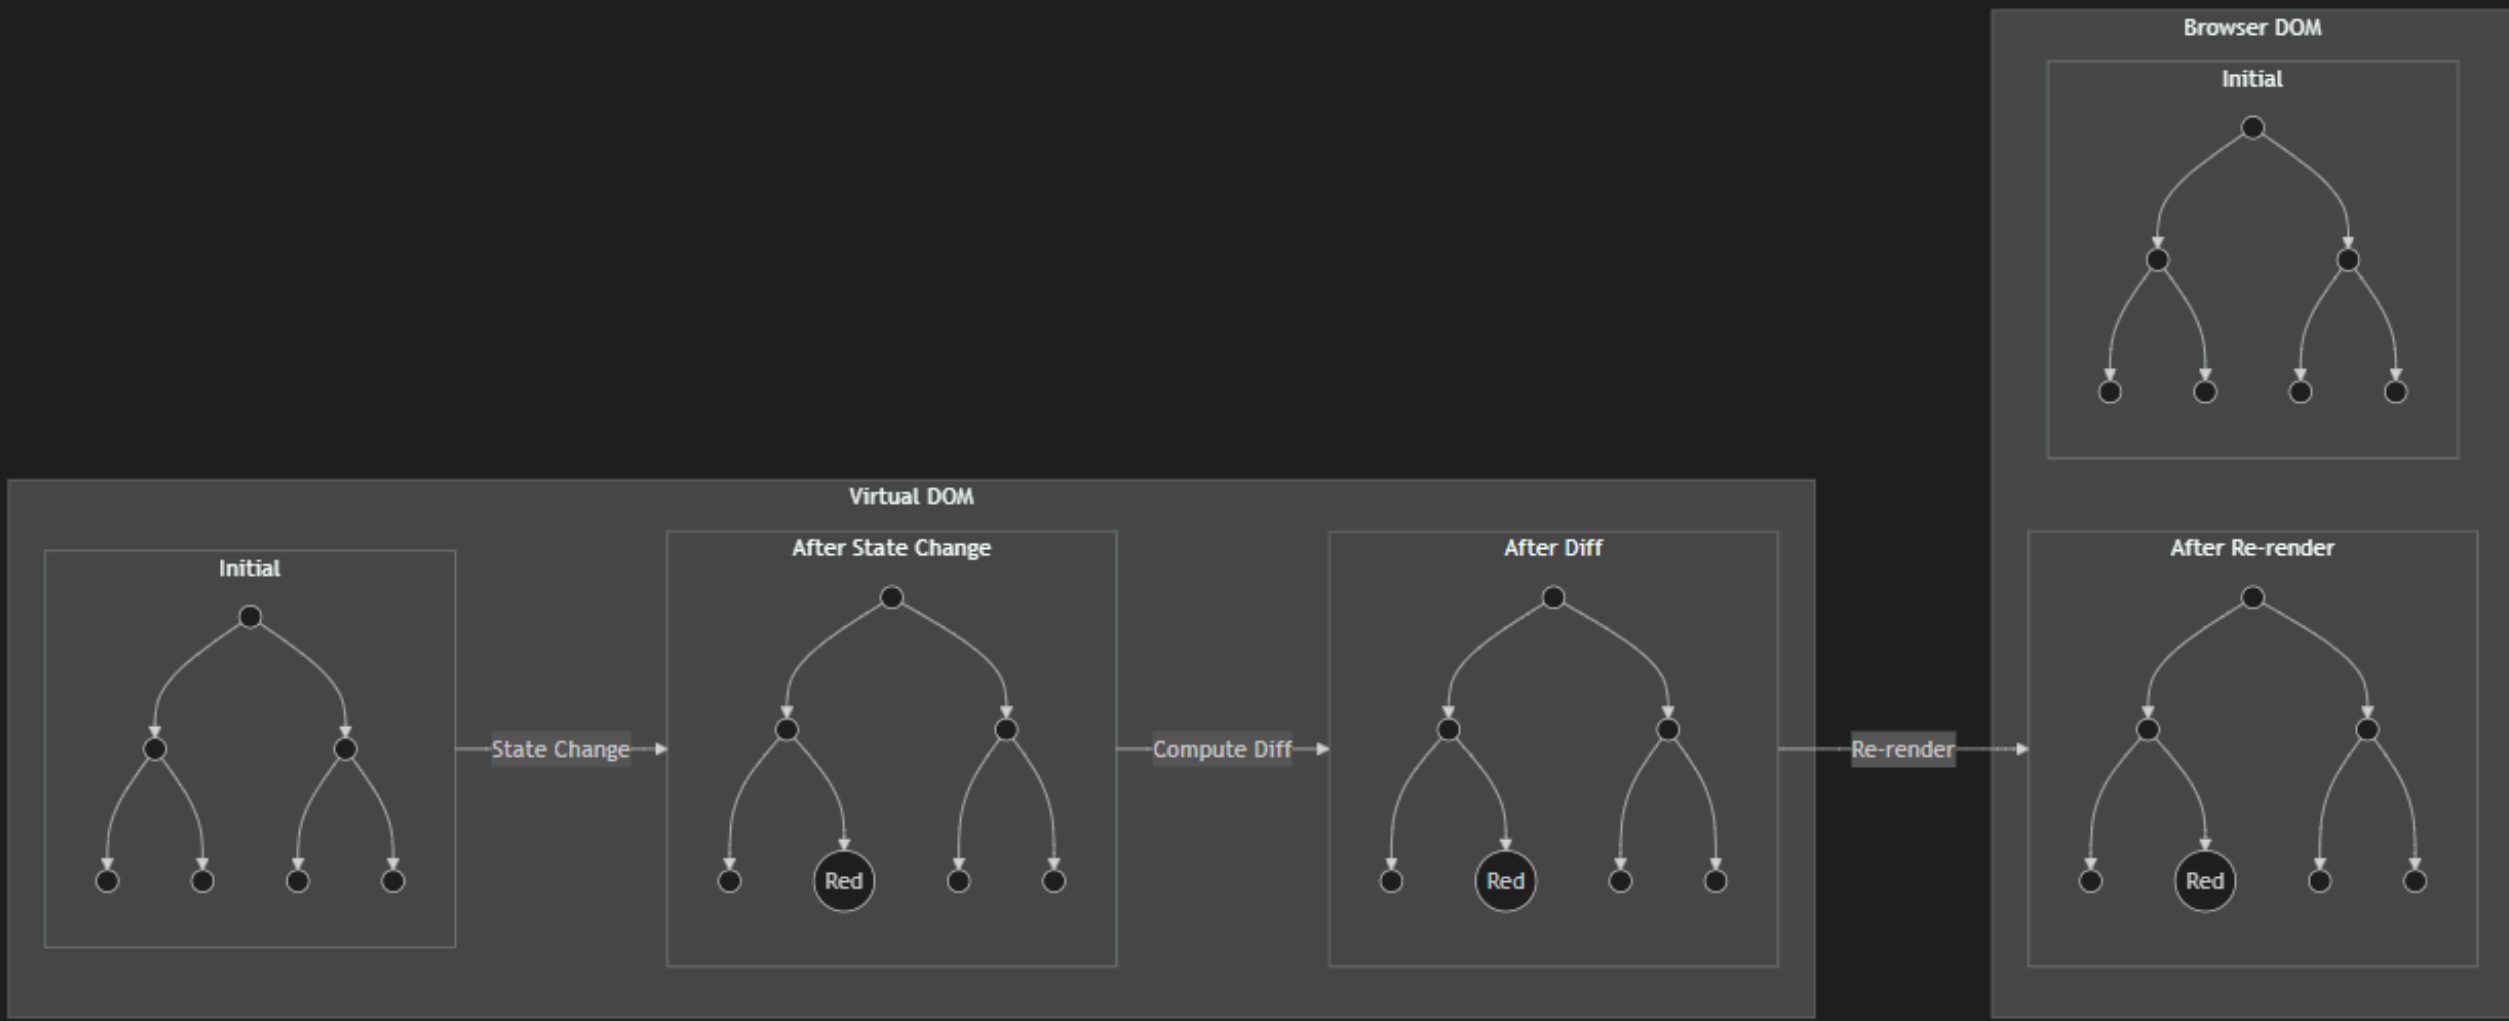 Browser DOM
Initial
Virtual DOM
Initial
State Change
After State Change
Red
Compute Diff
After Diff
Red
Re-render
After Re-render
Red